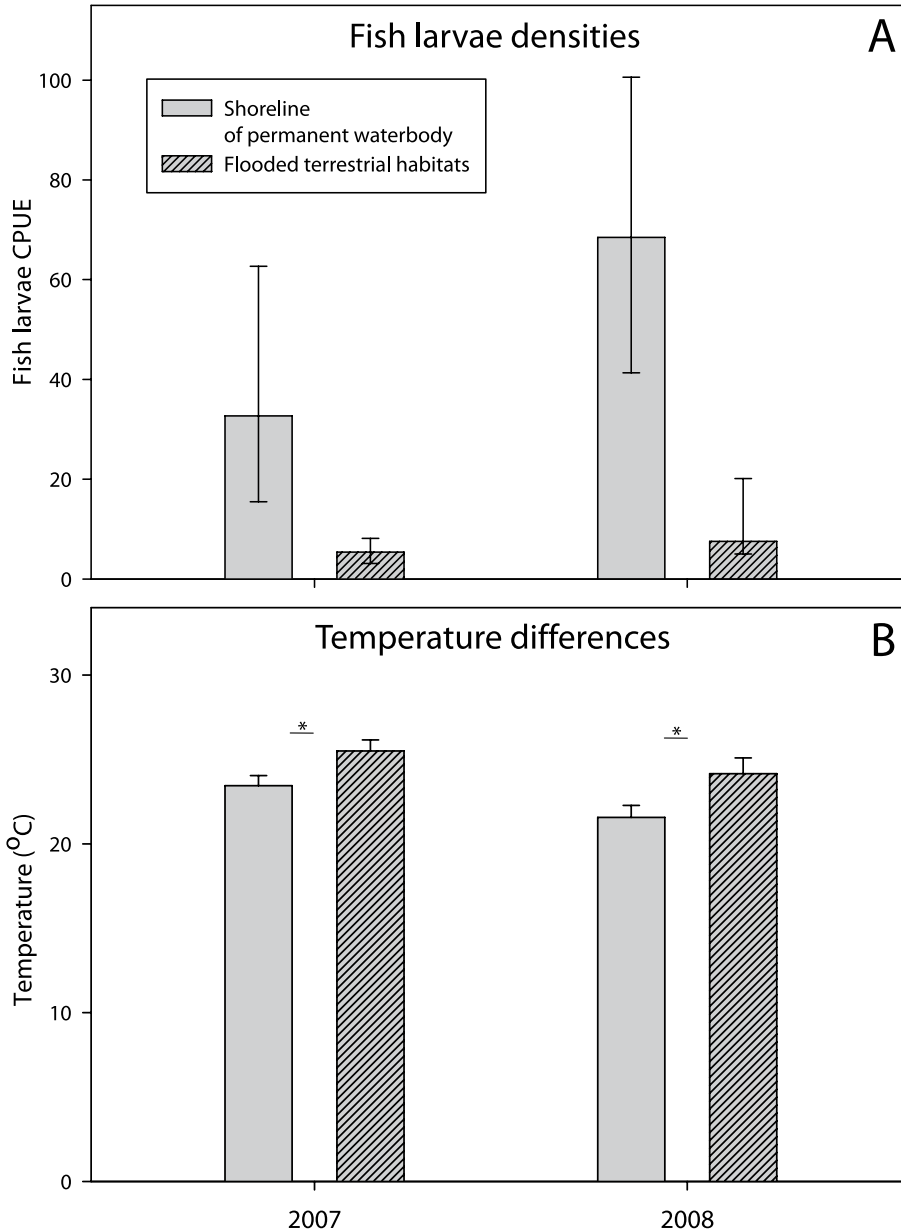 Fish larvae densities
A
Shoreline
of permanent waterbody
Flooded terrestrial habitats
Fish larvae CPUE
100
80
60
40
20
0
Temperature differences
B
*
*
Temperature (°C)
30
20
10
0
2007
2008